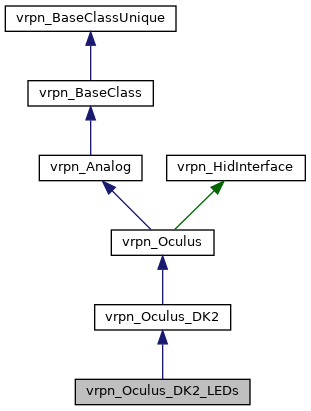 vrpn_BaseClassUnique
vrpn_BaseClass
vrpn_Analog
vrpn_HidInterface
vrpn_Oculus
vrpn_Oculus_DK2
vrpn_Oculus_DK2_LEDs